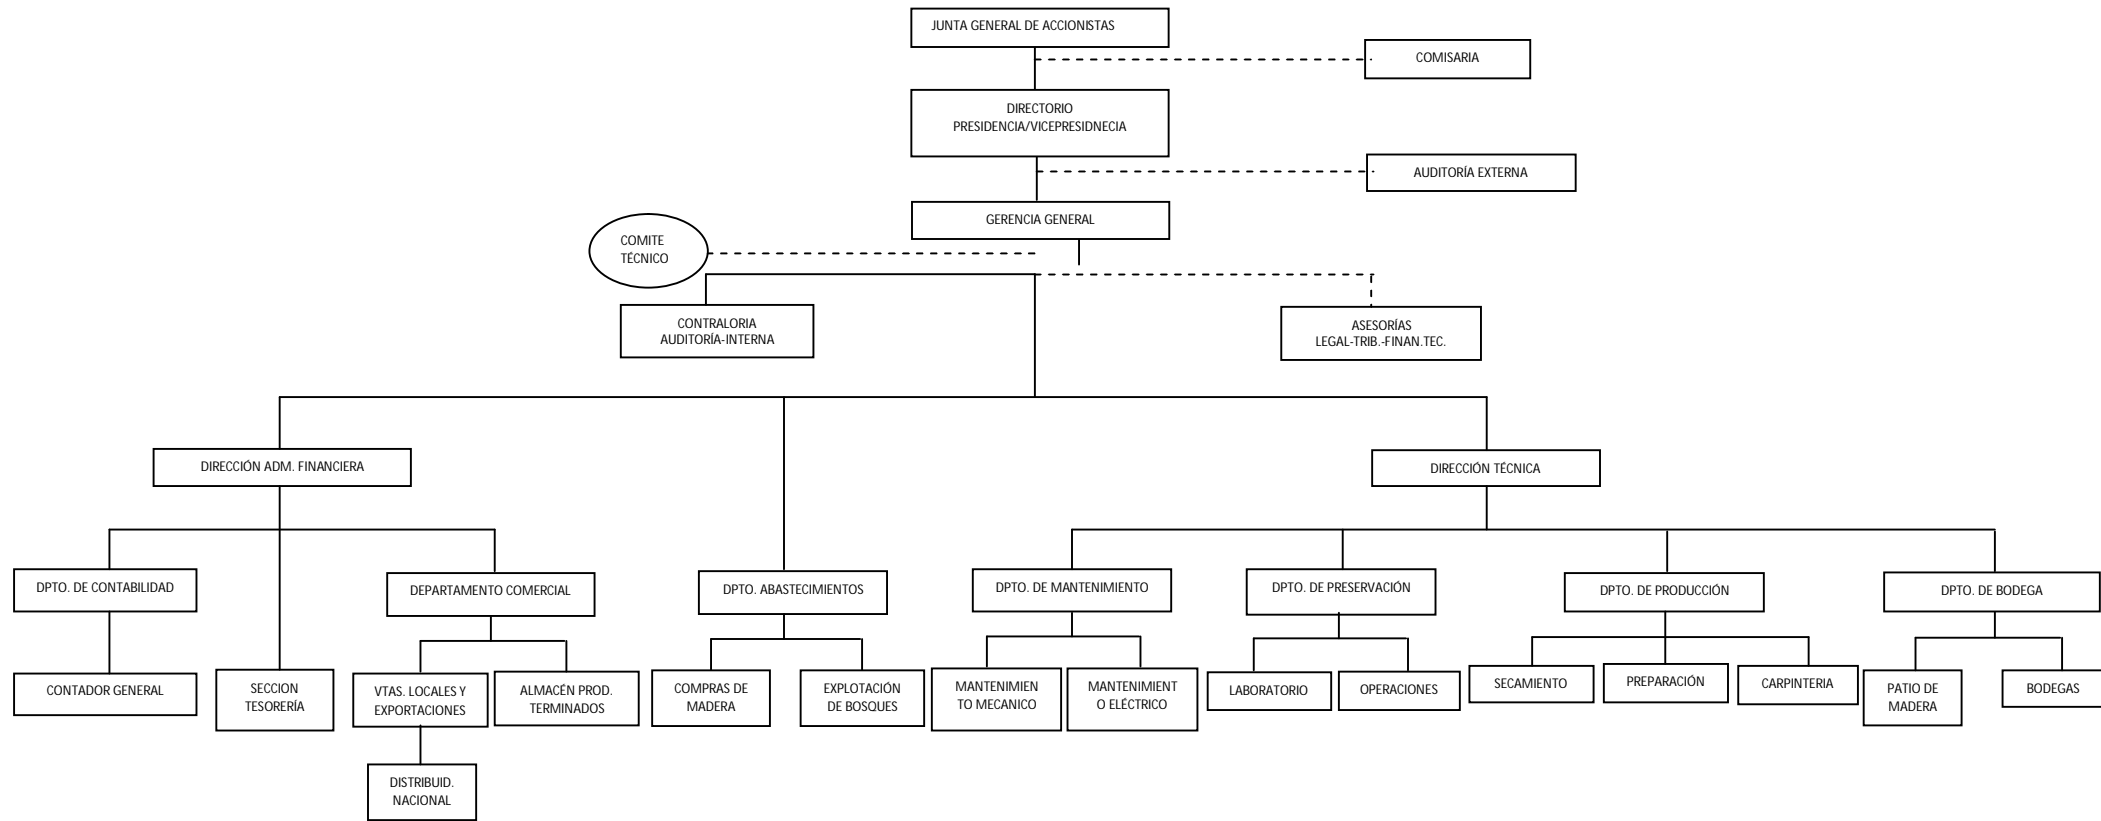 JUNTA GENERAL DE ACCIONISTAS
COMISARIA
DIRECTORIO
PRESIDENCIA/VICEPRESIDNECIA
AUDITORÍA EXTERNA
GERENCIA GENERAL
COMITE
TÉCNICO
CONTRALORIA
AUDITORÍA-INTERNA
ASESORÍAS
LEGAL-TRIB.-FINAN.TEC.
DIRECCIÓN ADM. FINANCIERA
DIRECCIÓN TÉCNICA
DPTO. DE CONTABILIDAD
DEPARTAMENTO COMERCIAL
DPTO. ABASTECIMIENTOS
DPTO. DE MANTENIMIENTO
DPTO. DE PRESERVACIÓN
DPTO. DE PRODUCCIÓN
DPTO. DE BODEGA
CONTADOR GENERAL
SECCION
TESORERÍA
VTAS. LOCALES Y
EXPORTACIONES
ALMACÉN PROD.
TERMINADOS
COMPRAS DE
MADERA
EXPLOTACIÓN
DE BOSQUES
MANTENIMIEN
TO MECANICO
MANTENIMIENT
O ELÉCTRICO
LABORATORIO
OPERACIONES
SECAMIENTO
PREPARACIÓN
CARPINTERIA
PATIO DE
MADERA
BODEGAS
DISTRIBUID.
NACIONAL